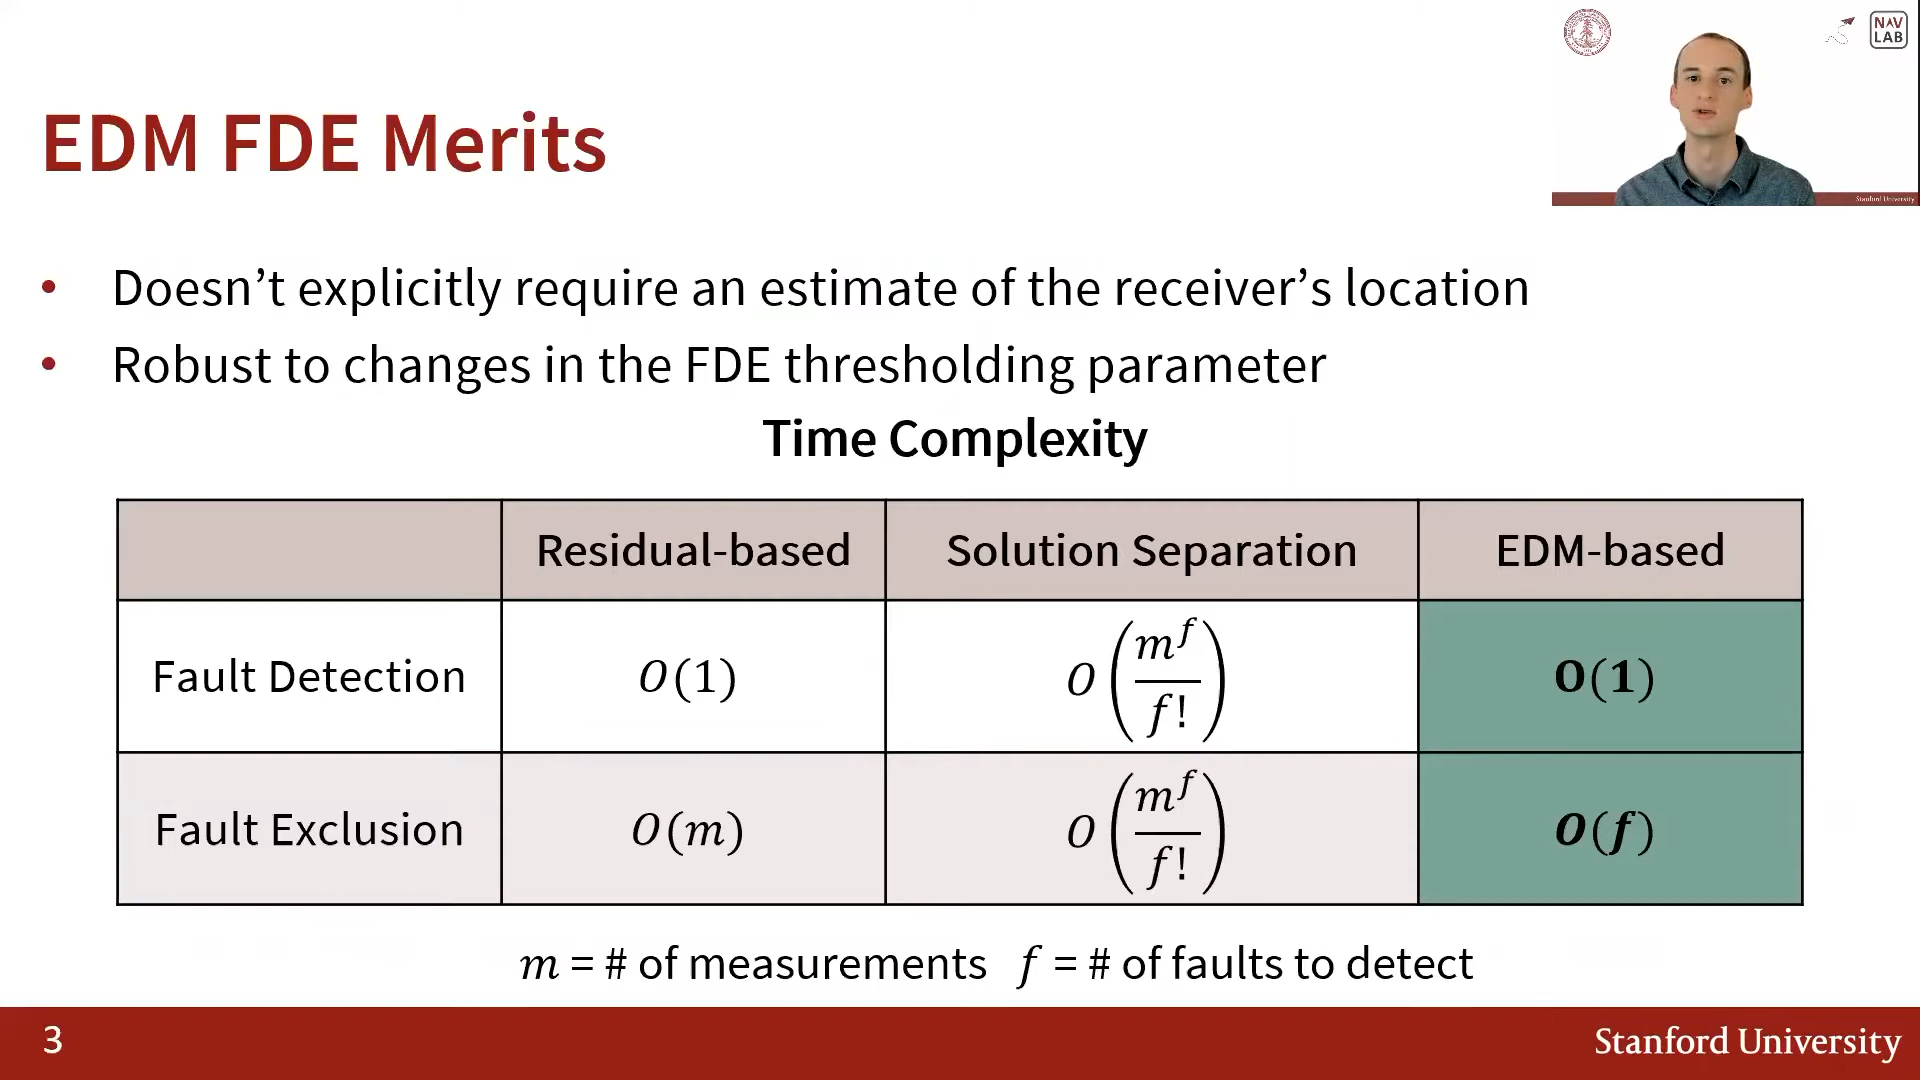 NAV
LAB
Stanford University
EDM FDE Merits
• Doesn’t explicitly require an estimate of the receiver’s location
• Robust to changes in the FDE thresholding parameter
Time Complexity
Residual-based Solution Separation EDM-based
Fault Detection O(1) O(m^f / f!) O(1)
Fault Exclusion O(m) O(m^f / f!) O(f)
m = # of measurements f = # of faults to detect
3 Stanford University